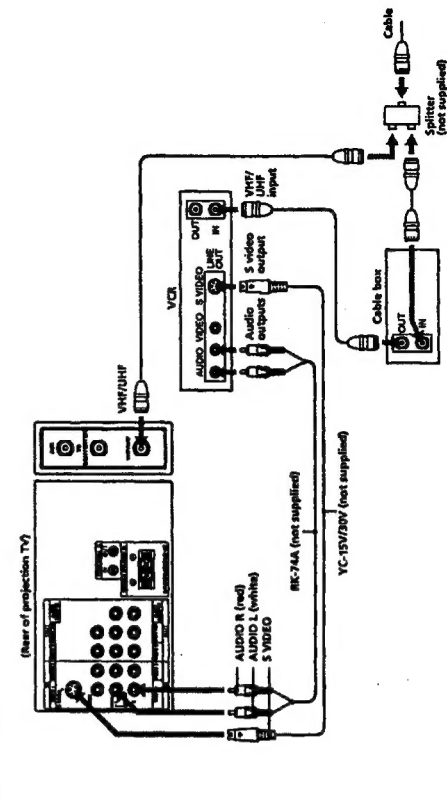 (Rear of projection TV)
VHF/UHF
VCR
AUDIO VIDEO S VIDEO
LINE OUT
OUT
IN
Audio outputs
S video output
VHF/
UHF
input
Cable
Splitter
(not supplied)
Cable box
OUT
IN
AUDIO R (red)
AUDIO L (white)
S VIDEO
RK-74A (not supplied)
YC-15V/30V (not supplied)